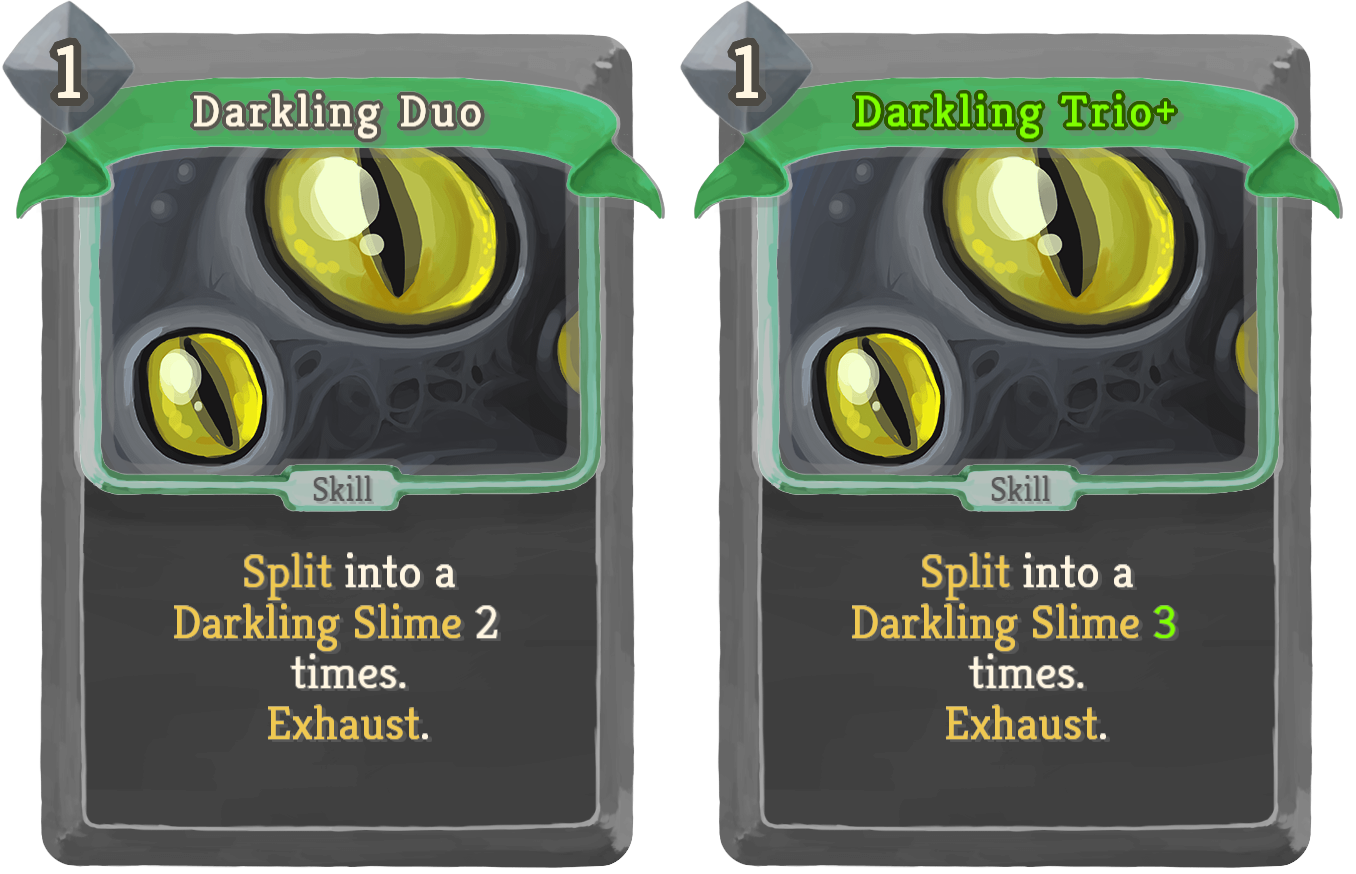 1
Darkling Duo
Skill
Split into a
Darkling Slime 2
times.
Exhaust.
1
Darkling Trio+
Skill
Split into a
Darkling Slime 3
times.
Exhaust.